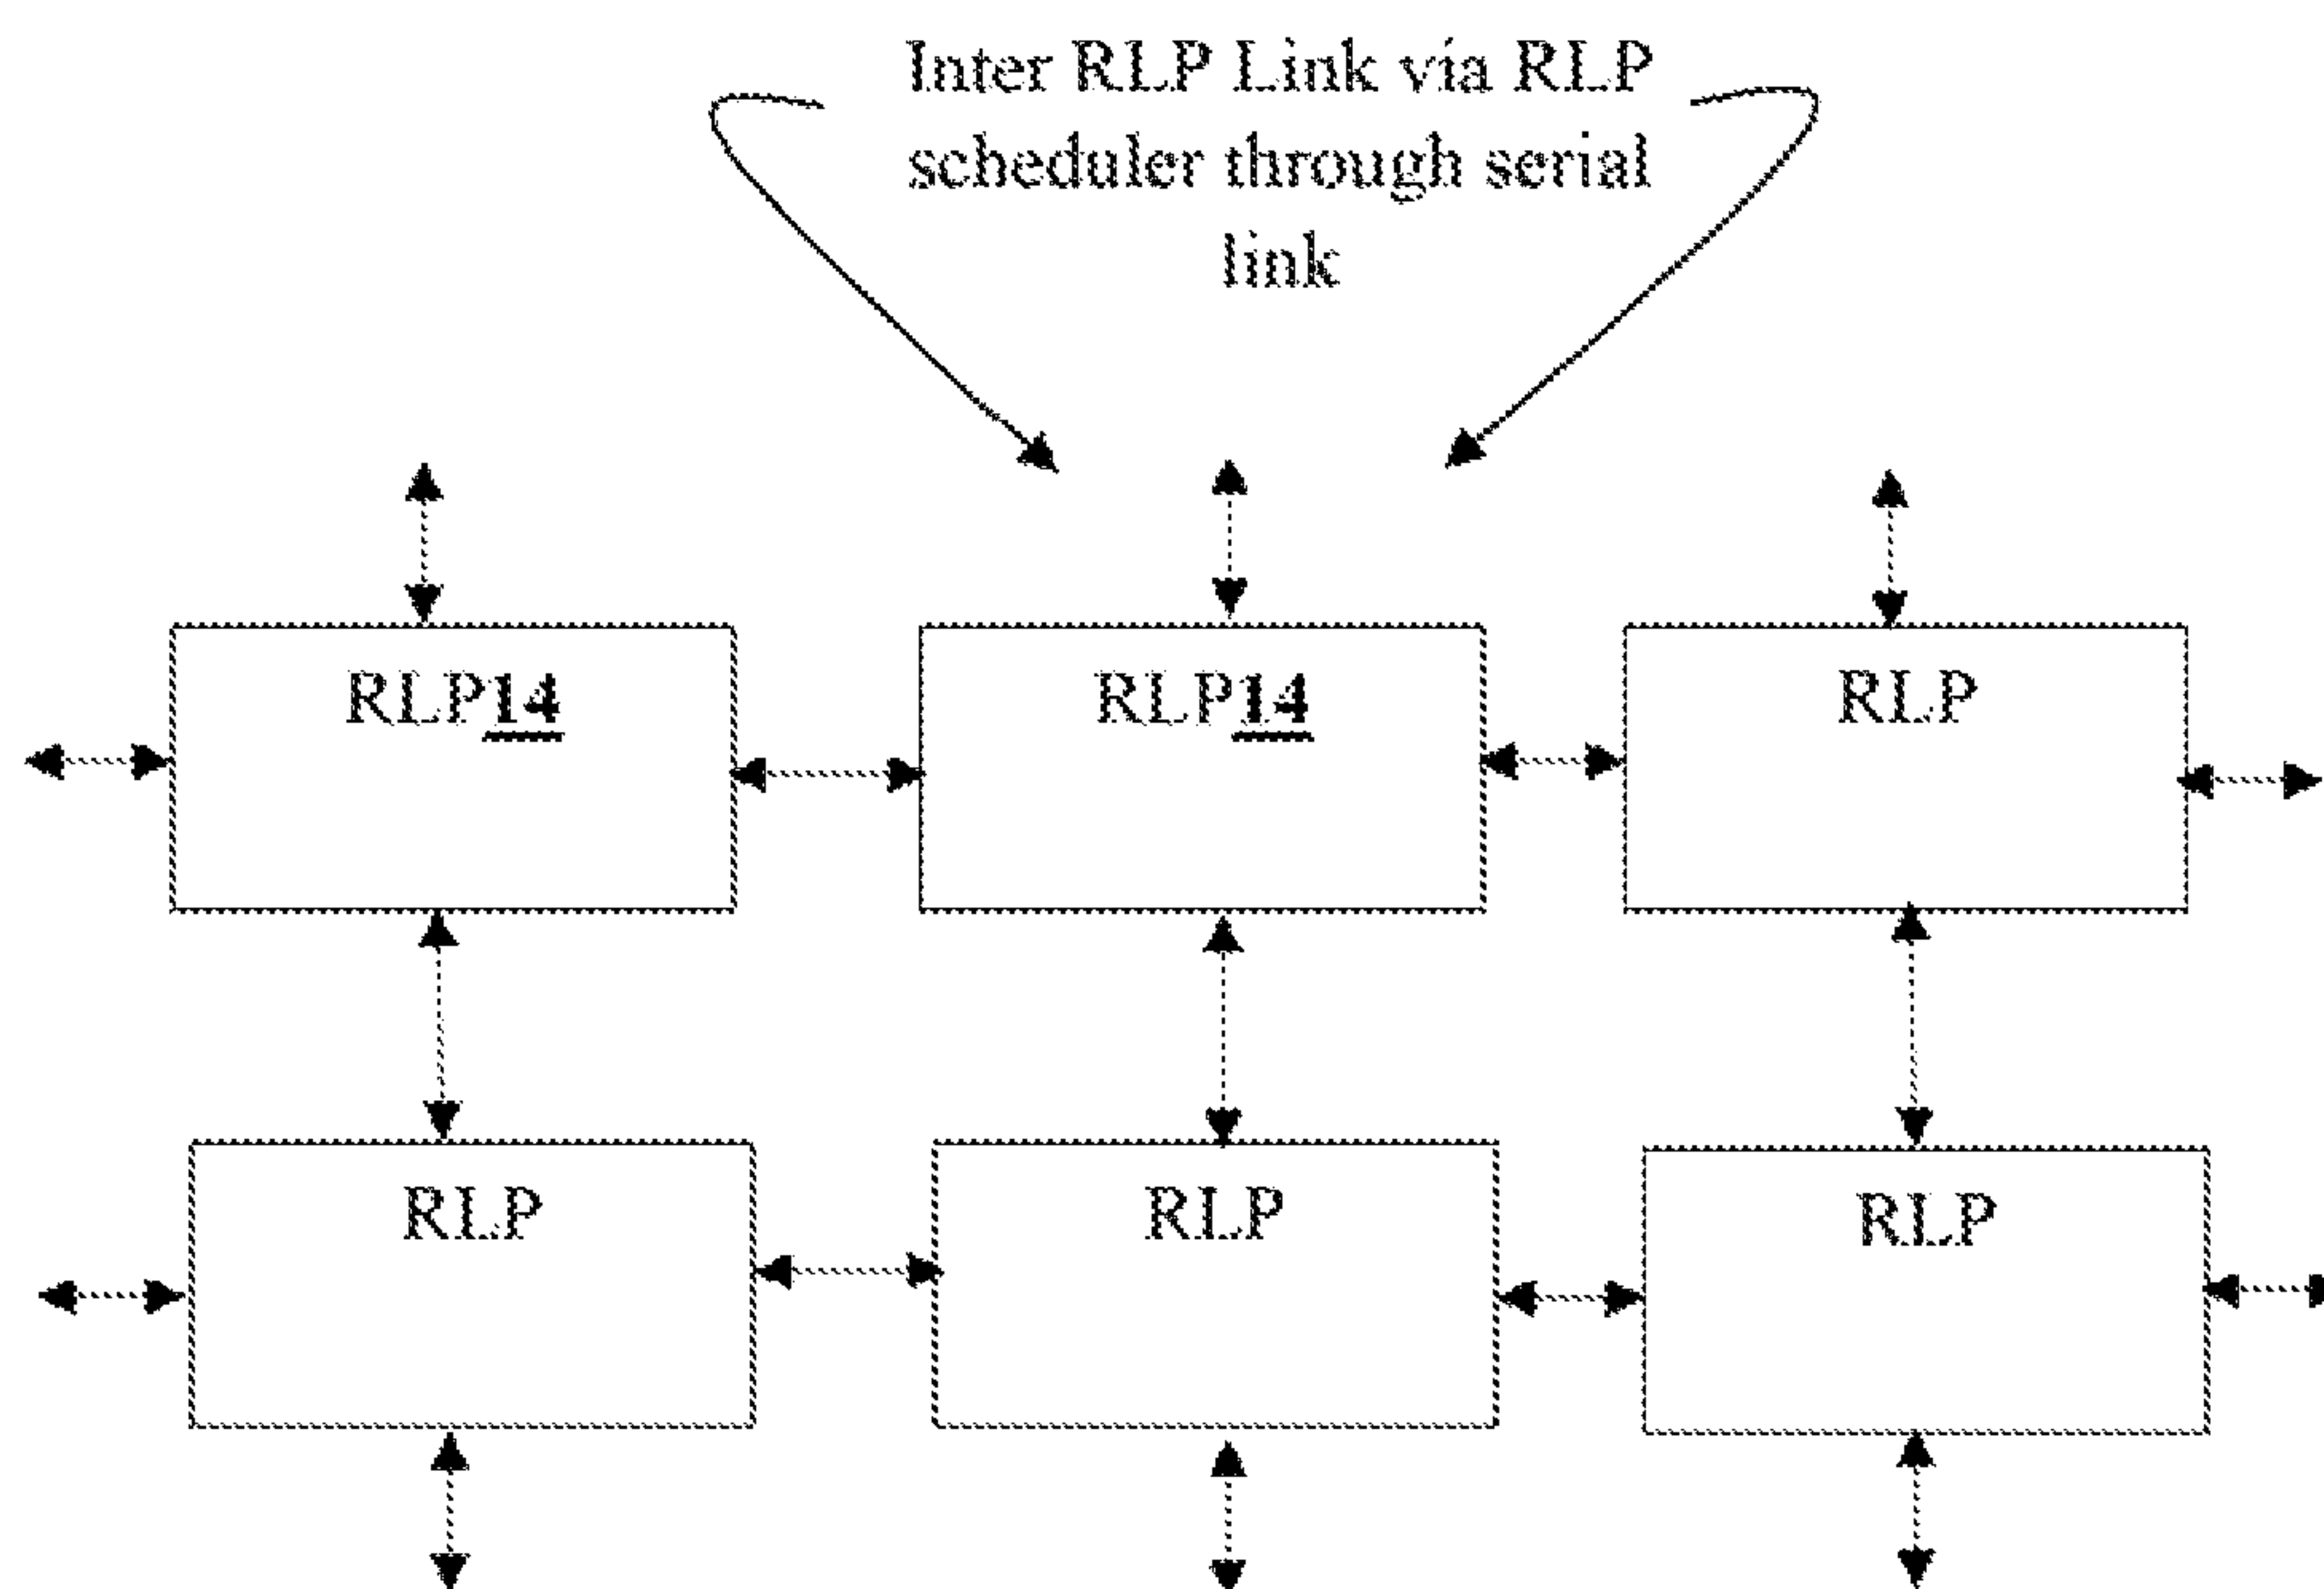 Inter RLP Link via RLP
scheduler through serial
link
RLP14
RLP14
RLP
RLP
RLP
RLP